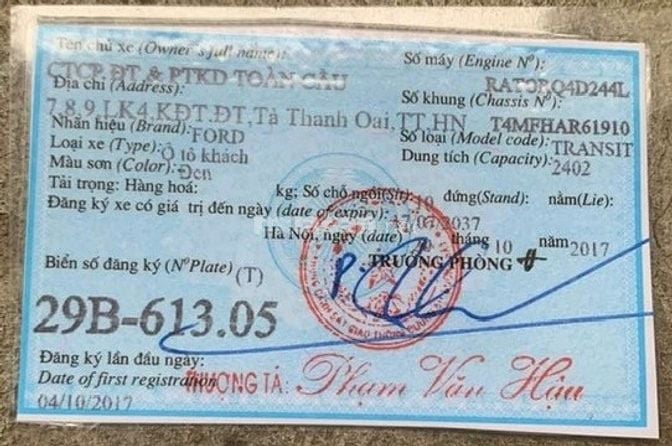 Tên chủ xe (Owner's full name):
CTCP.ĐT & PTKD TOÀN CẦU
Số máy (Engine Nº):
Địa chỉ (Address):
7,8,9 LK4,KĐT.ĐT,Tả Thanh Oai,TT,HN
Số khung (Chassis Nº):
T4MFHAR61910
Nhãn hiệu (Brand): FORD
Số loại (Model code): TRANSIT
Loại xe (Type): Ô tô khách
Dung tích (Capacity): 2402
Màu sơn (Color): Đen
Tải trọng: Hàng hoá: kg; Số chỗ ngồi(Sit): 10 đứng(Stand): nằm(Lie):
Đăng ký xe có giá trị đến ngày (date of expiry): 17/07/2037
Hà Nội, ngày (date) tháng 10 năm 2017
Biển số đăng ký (NºPlate) (T)
TRƯỞNG PHÒNG
29B-613.05
Đăng ký lần đầu ngày:
Date of first registration
04/10/2017
THƯỢNG TÁ: Phạm Văn Hậu